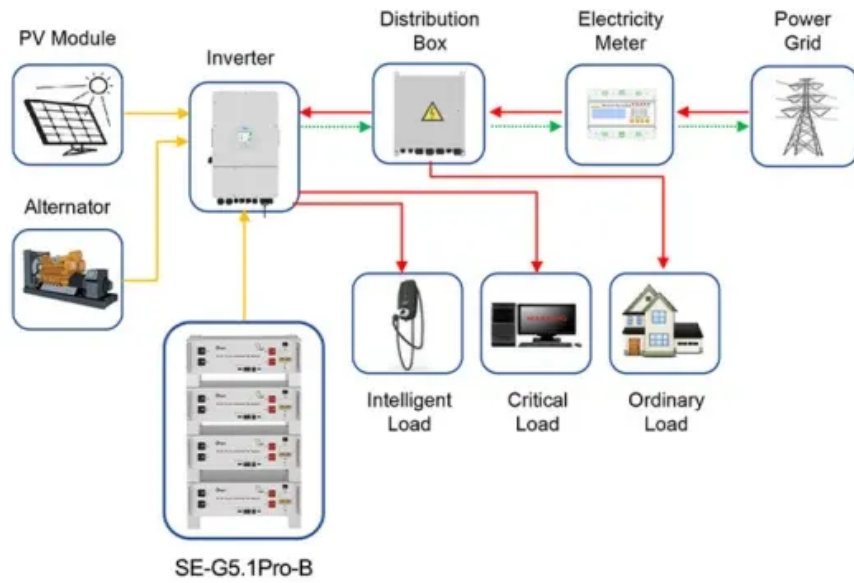 PV Module
Inverter
Distribution
Box
Electricity
Meter
Power
Grid
Alternator
Intelligent
Load
Critical
Load
Ordinary
Load
SE-G5.1Pro-B